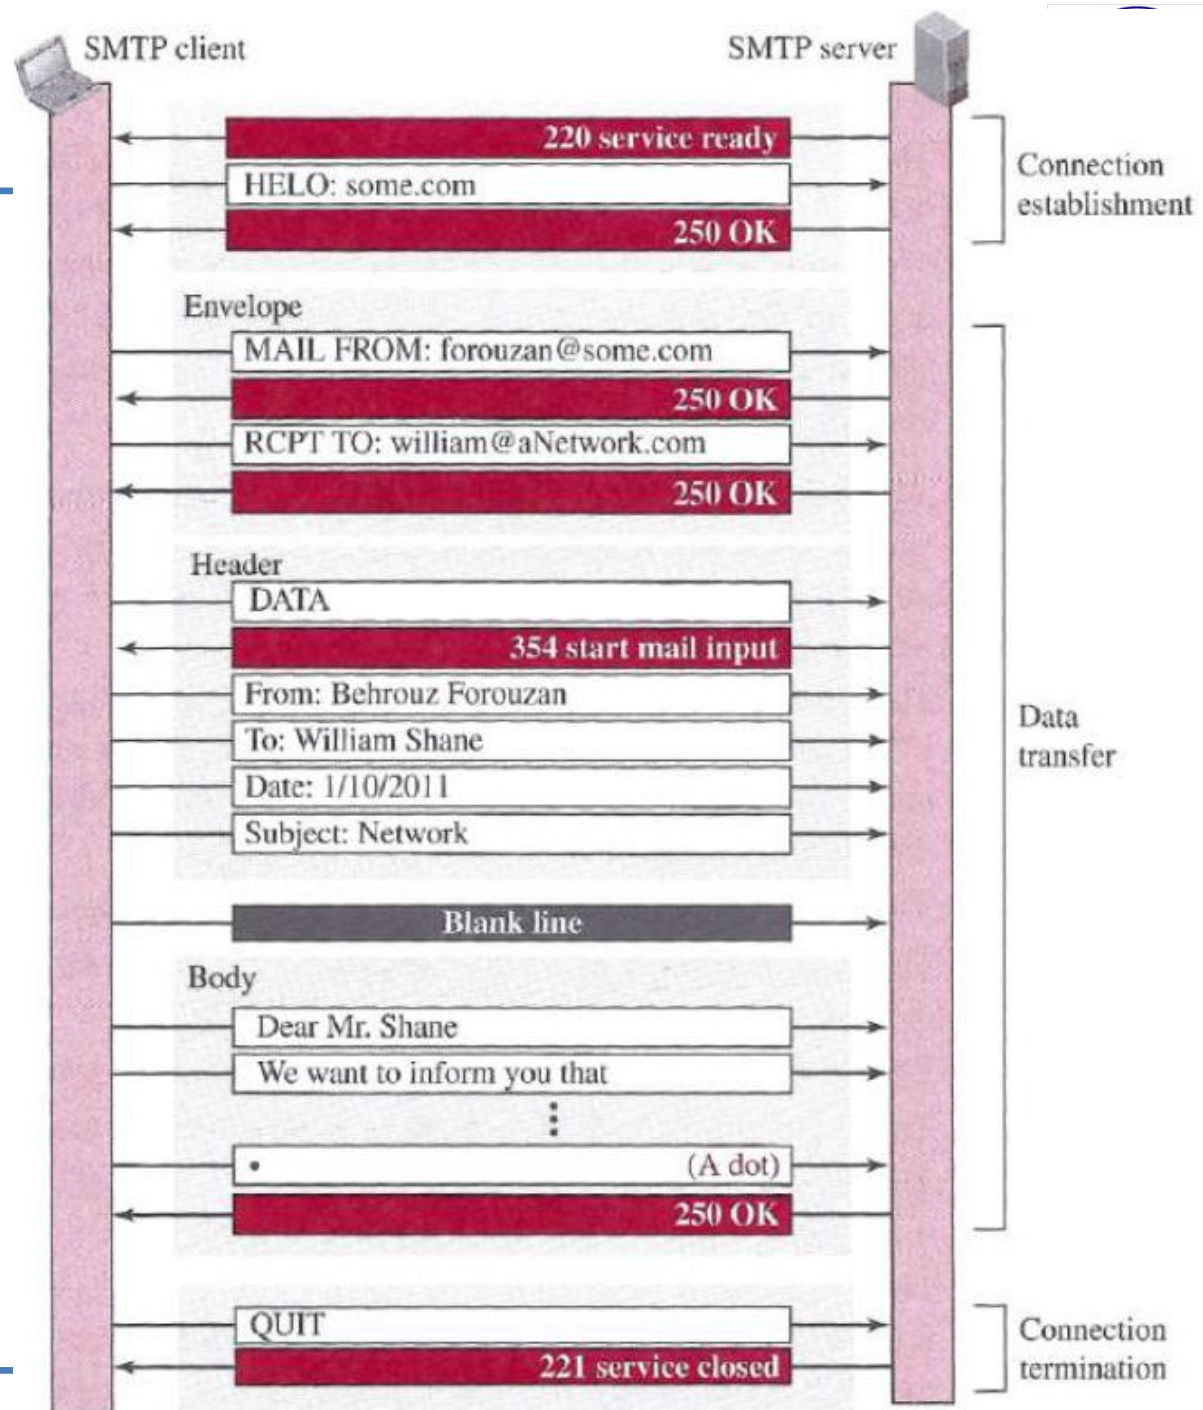 SMTP client
SMTP server
220 service ready
HELO: some.com
250 OK
Connection
establishment
Envelope
MAIL FROM: forouzan@some.com
250 OK
RCPT TO: william@aNetwork.com
250 OK
Header
DATA
354 start mail input
From: Behrouz Forouzan
To: William Shane
Date: 1/10/2011
Subject: Network
Data
transfer
Blank line
Body
Dear Mr. Shane
We want to inform you that
⋮
• (A dot)
250 OK
QUIT
221 service closed
Connection
termination